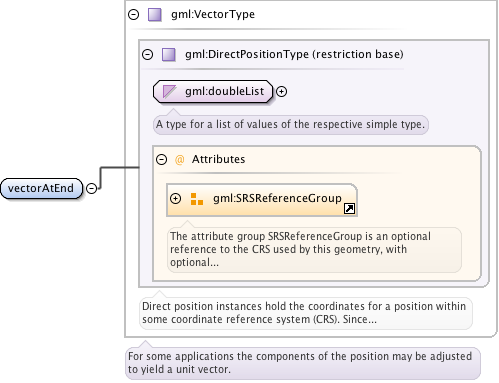 gml:VectorType
gml:DirectPositionType (restriction base)
gml:doubleList
A type for a list of values of the respective simple type.
@ Attributes
vectorAtEnd
gml:SRSReferenceGroup
The attribute group SRSReferenceGroup is an optional
reference to the CRS used by this geometry, with
optional...
Direct position instances hold the coordinates for a position within
some coordinate reference system (CRS). Since...
For some applications the components of the position may be adjusted
to yield a unit vector.